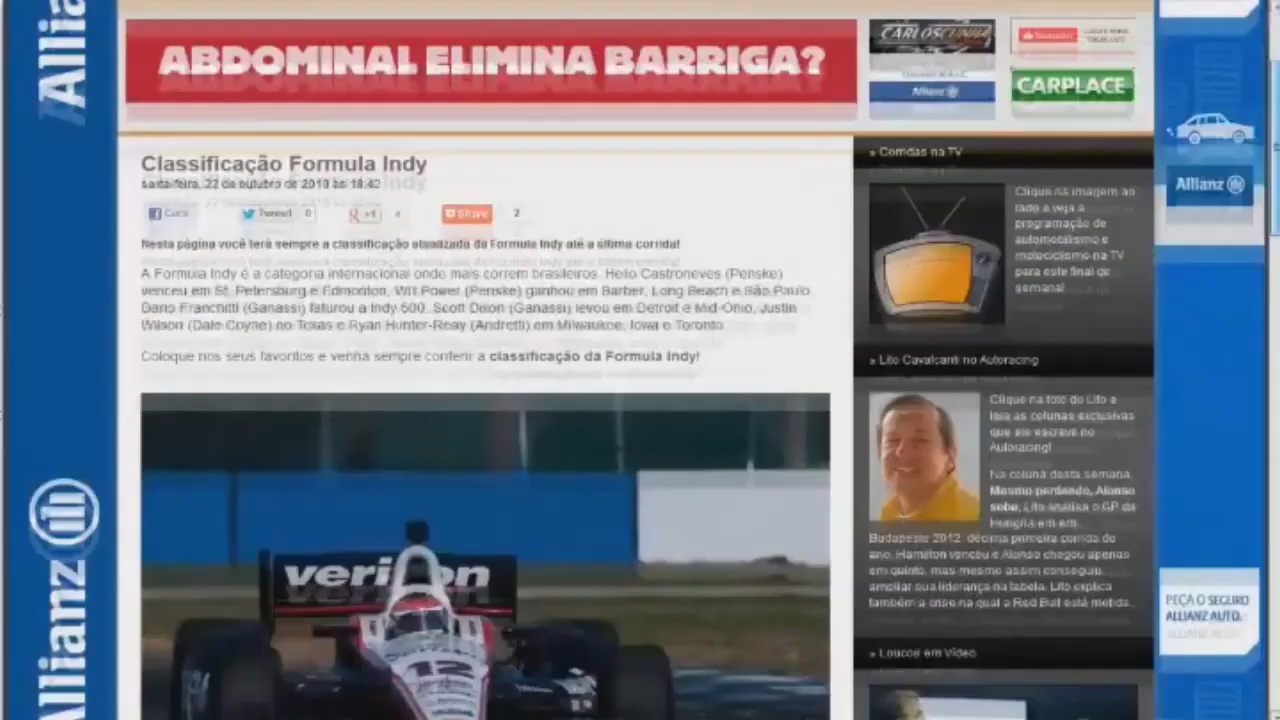 Allianz
ABDOMINAL ELIMINA BARRIGA?
CARLOSCUNHA
Allianz
Santander
CARPLACE
Classificação Formula Indy
sexta-feira, 22 de outubro de 2010 às 18:42
Curtir
Tweet 0
+1
Share 2
Nesta página você terá sempre a classificação atualizada da Formula Indy até a última corrida!
A Formula Indy é a categoria internacional onde mais correm brasileiros. Helio Castroneves (Penske)
venceu em St. Petersburg e Edmonton, Will Power (Penske) ganhou em Barber, Long Beach e São Paulo.
Dario Franchitti (Ganassi) faturou a Indy 500. Scott Dixon (Ganassi) levou em Detroit e Mid-Ohio, Justin
Wilson (Dale Coyne) no Texas e Ryan Hunter-Reay (Andretti) em Milwaukee, Iowa e Toronto.
Coloque nos seus favoritos e venha sempre conferir a classificação da Formula Indy!
verizon
12
» Corridas na TV
Clique na imagem ao
lado e veja a
programação de
automobilismo e
motociclismo na TV
para este final de
semana!
» Lito Cavalcanti no Autoracing
Clique na foto do Lito e
leia as colunas exclusivas
que ele escreve no
Autoracing!
Na coluna desta semana,
Mesmo perdendo, Alonso
sobe, Lito analisa o GP da
Hungria em em
Budapeste 2012, décima primeira corrida do
ano. Hamilton venceu e Alonso chegou apenas
em quinto, mas mesmo assim conseguiu
ampliar sua liderança na tabela. Lito explica
também a crise na qual a Red Bull está metida...
» Loucos em Vídeo
Allianz
PEÇA O SEGURO
ALLIANZ AUTO.
Allianz